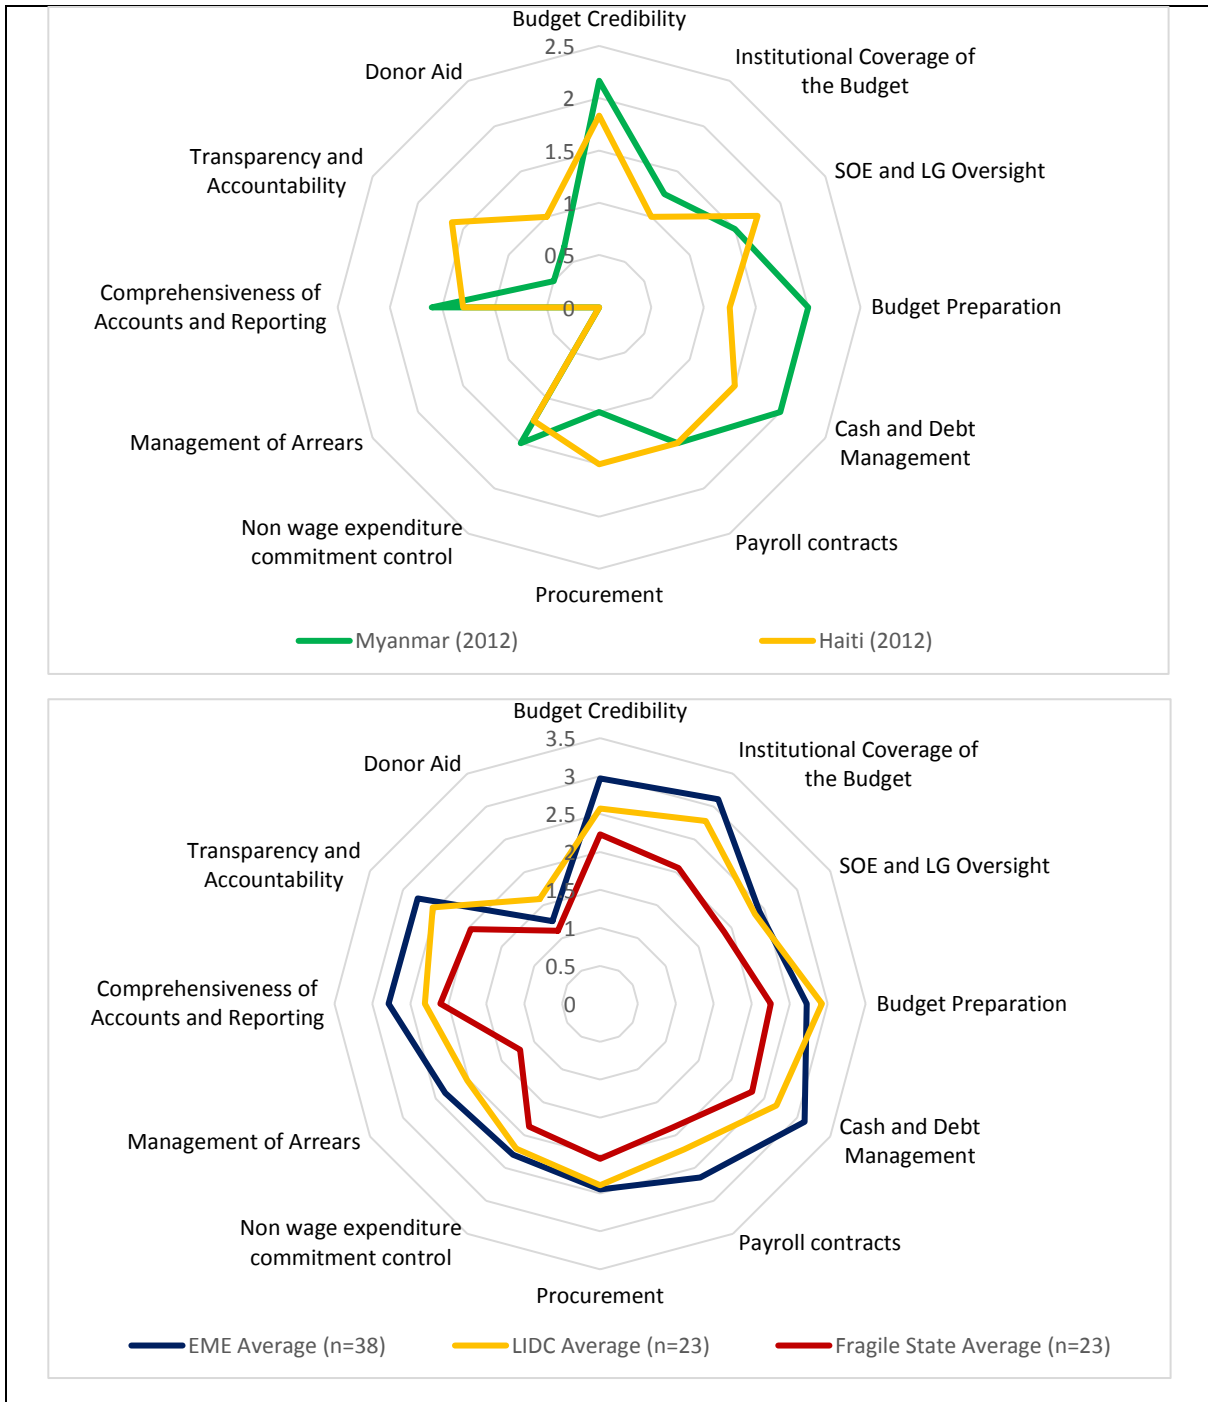 Budget Credibility
2.5
Institutional Coverage of
the Budget
Donor Aid
2
Transparency and
Accountability
1.5
SOE and LG Oversight
1
0.5
Comprehensiveness of
Accounts and Reporting
0
Budget Preparation
Management of Arrears
Cash and Debt
Management
Non wage expenditure
commitment control
Payroll contracts
Procurement
Myanmar (2012)
Haiti (2012)
Budget Credibility
3.5
Institutional Coverage of
the Budget
Donor Aid
3
2.5
Transparency and
Accountability
2
SOE and LG Oversight
1.5
1
0.5
Comprehensiveness of
Accounts and Reporting
0
Budget Preparation
Management of Arrears
Cash and Debt
Management
Non wage expenditure
commitment control
Payroll contracts
Procurement
EME Average (n=38)
LIDC Average (n=23)
Fragile State Average (n=23)